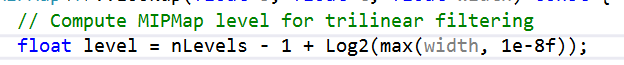 // Compute MIPMap level for trilinear filtering
float level = nLevels - 1 + Log2(max(width, 1e-8f));